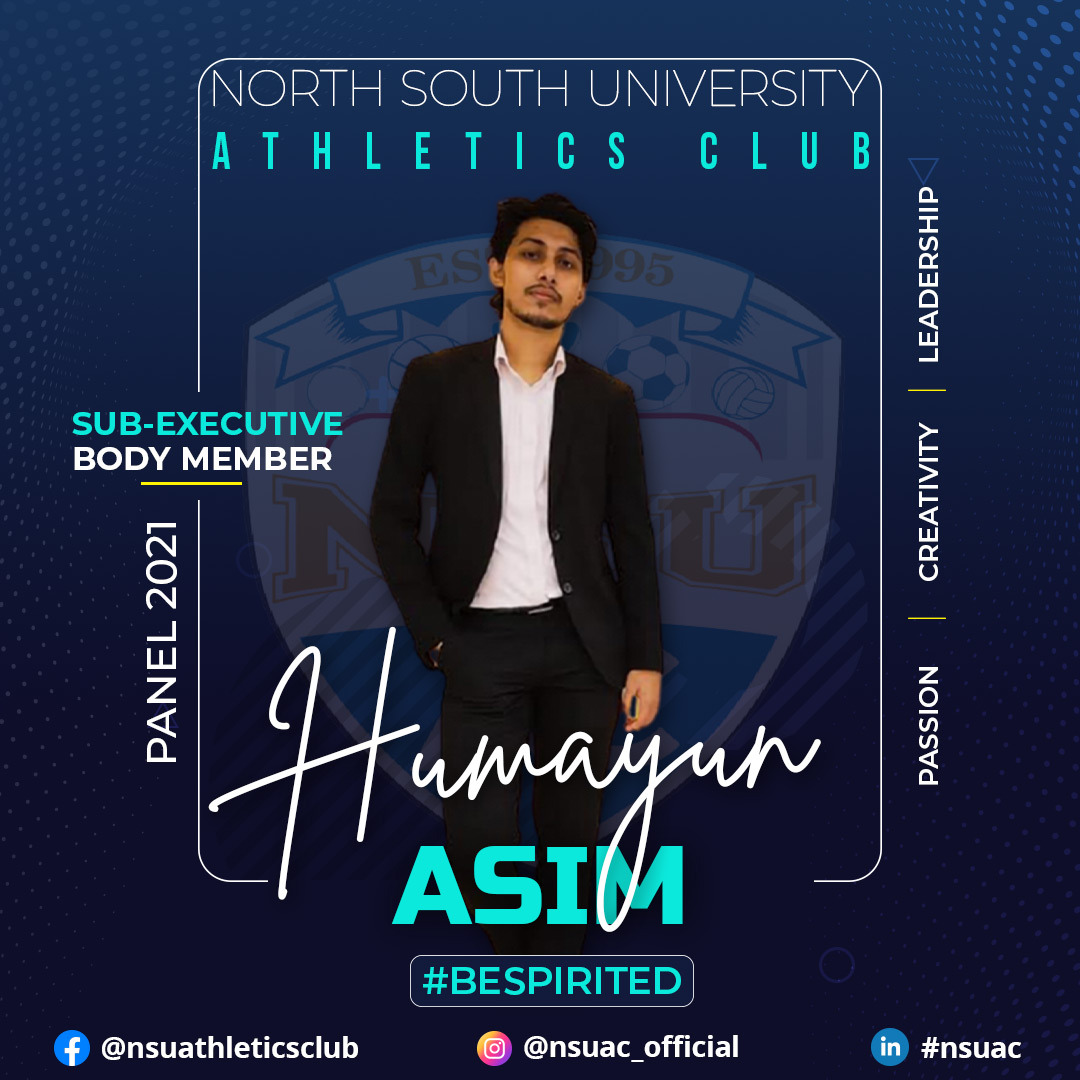 NORTH SOUTH UNIVERSITY
ATHLETICS CLUB
LEADERSHIP
CREATIVITY
PASSION
SUB-EXECUTIVE
BODY MEMBER
PANEL 2021
Humayun
ASIM
#BESPIRITED
@nsuathleticsclub
@nsuac_official
#nsuac